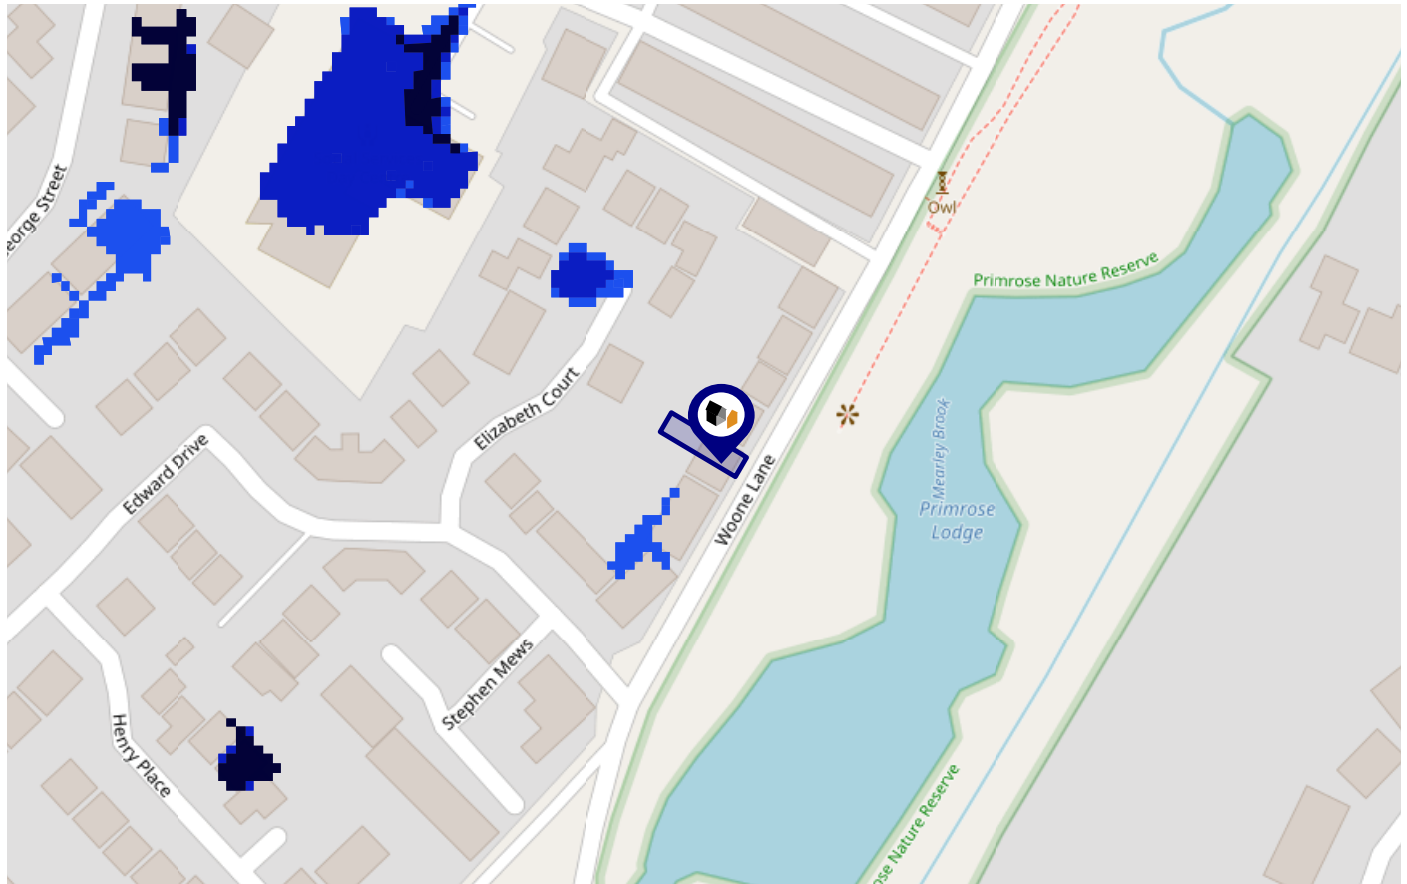 eorge Street
Owl
Primrose Nature Reserve
Elizabeth Court
Edward Drive
Mearley Brook
Woone Lane
Primrose
Lodge
Stephen Mews
Henry Place
ose Nature Reserve